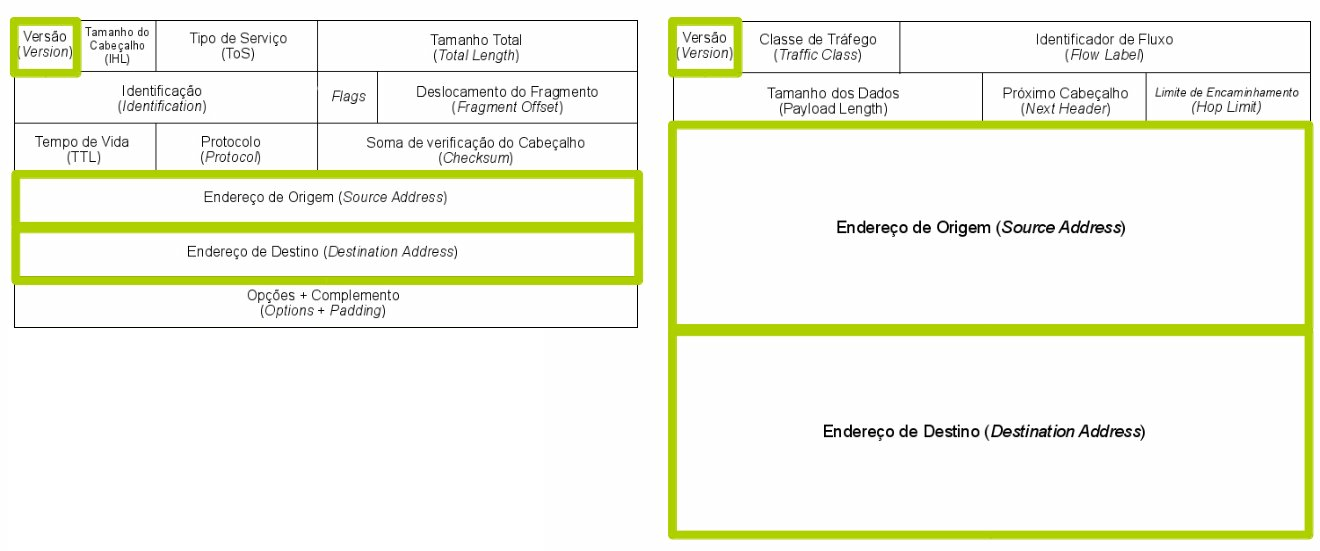 Versão
(Version)
Tamanho do
Cabeçalho
(IHL)
Tipo de Serviço
(ToS)
Tamanho Total
(Total Length)
Identificação
(Identification)
Flags
Deslocamento do Fragmento
(Fragment Offset)
Tempo de Vida
(TTL)
Protocolo
(Protocol)
Soma de verificação do Cabeçalho
(Checksum)
Endereço de Origem (Source Address)
Endereço de Destino (Destination Address)
Opções + Complemento
(Options + Padding)
Versão
(Version)
Classe de Tráfego
(Traffic Class)
Identificador de Fluxo
(Flow Label)
Tamanho dos Dados
(Payload Length)
Próximo Cabeçalho
(Next Header)
Limite de Encaminhamento
(Hop Limit)
Endereço de Origem (Source Address)
Endereço de Destino (Destination Address)